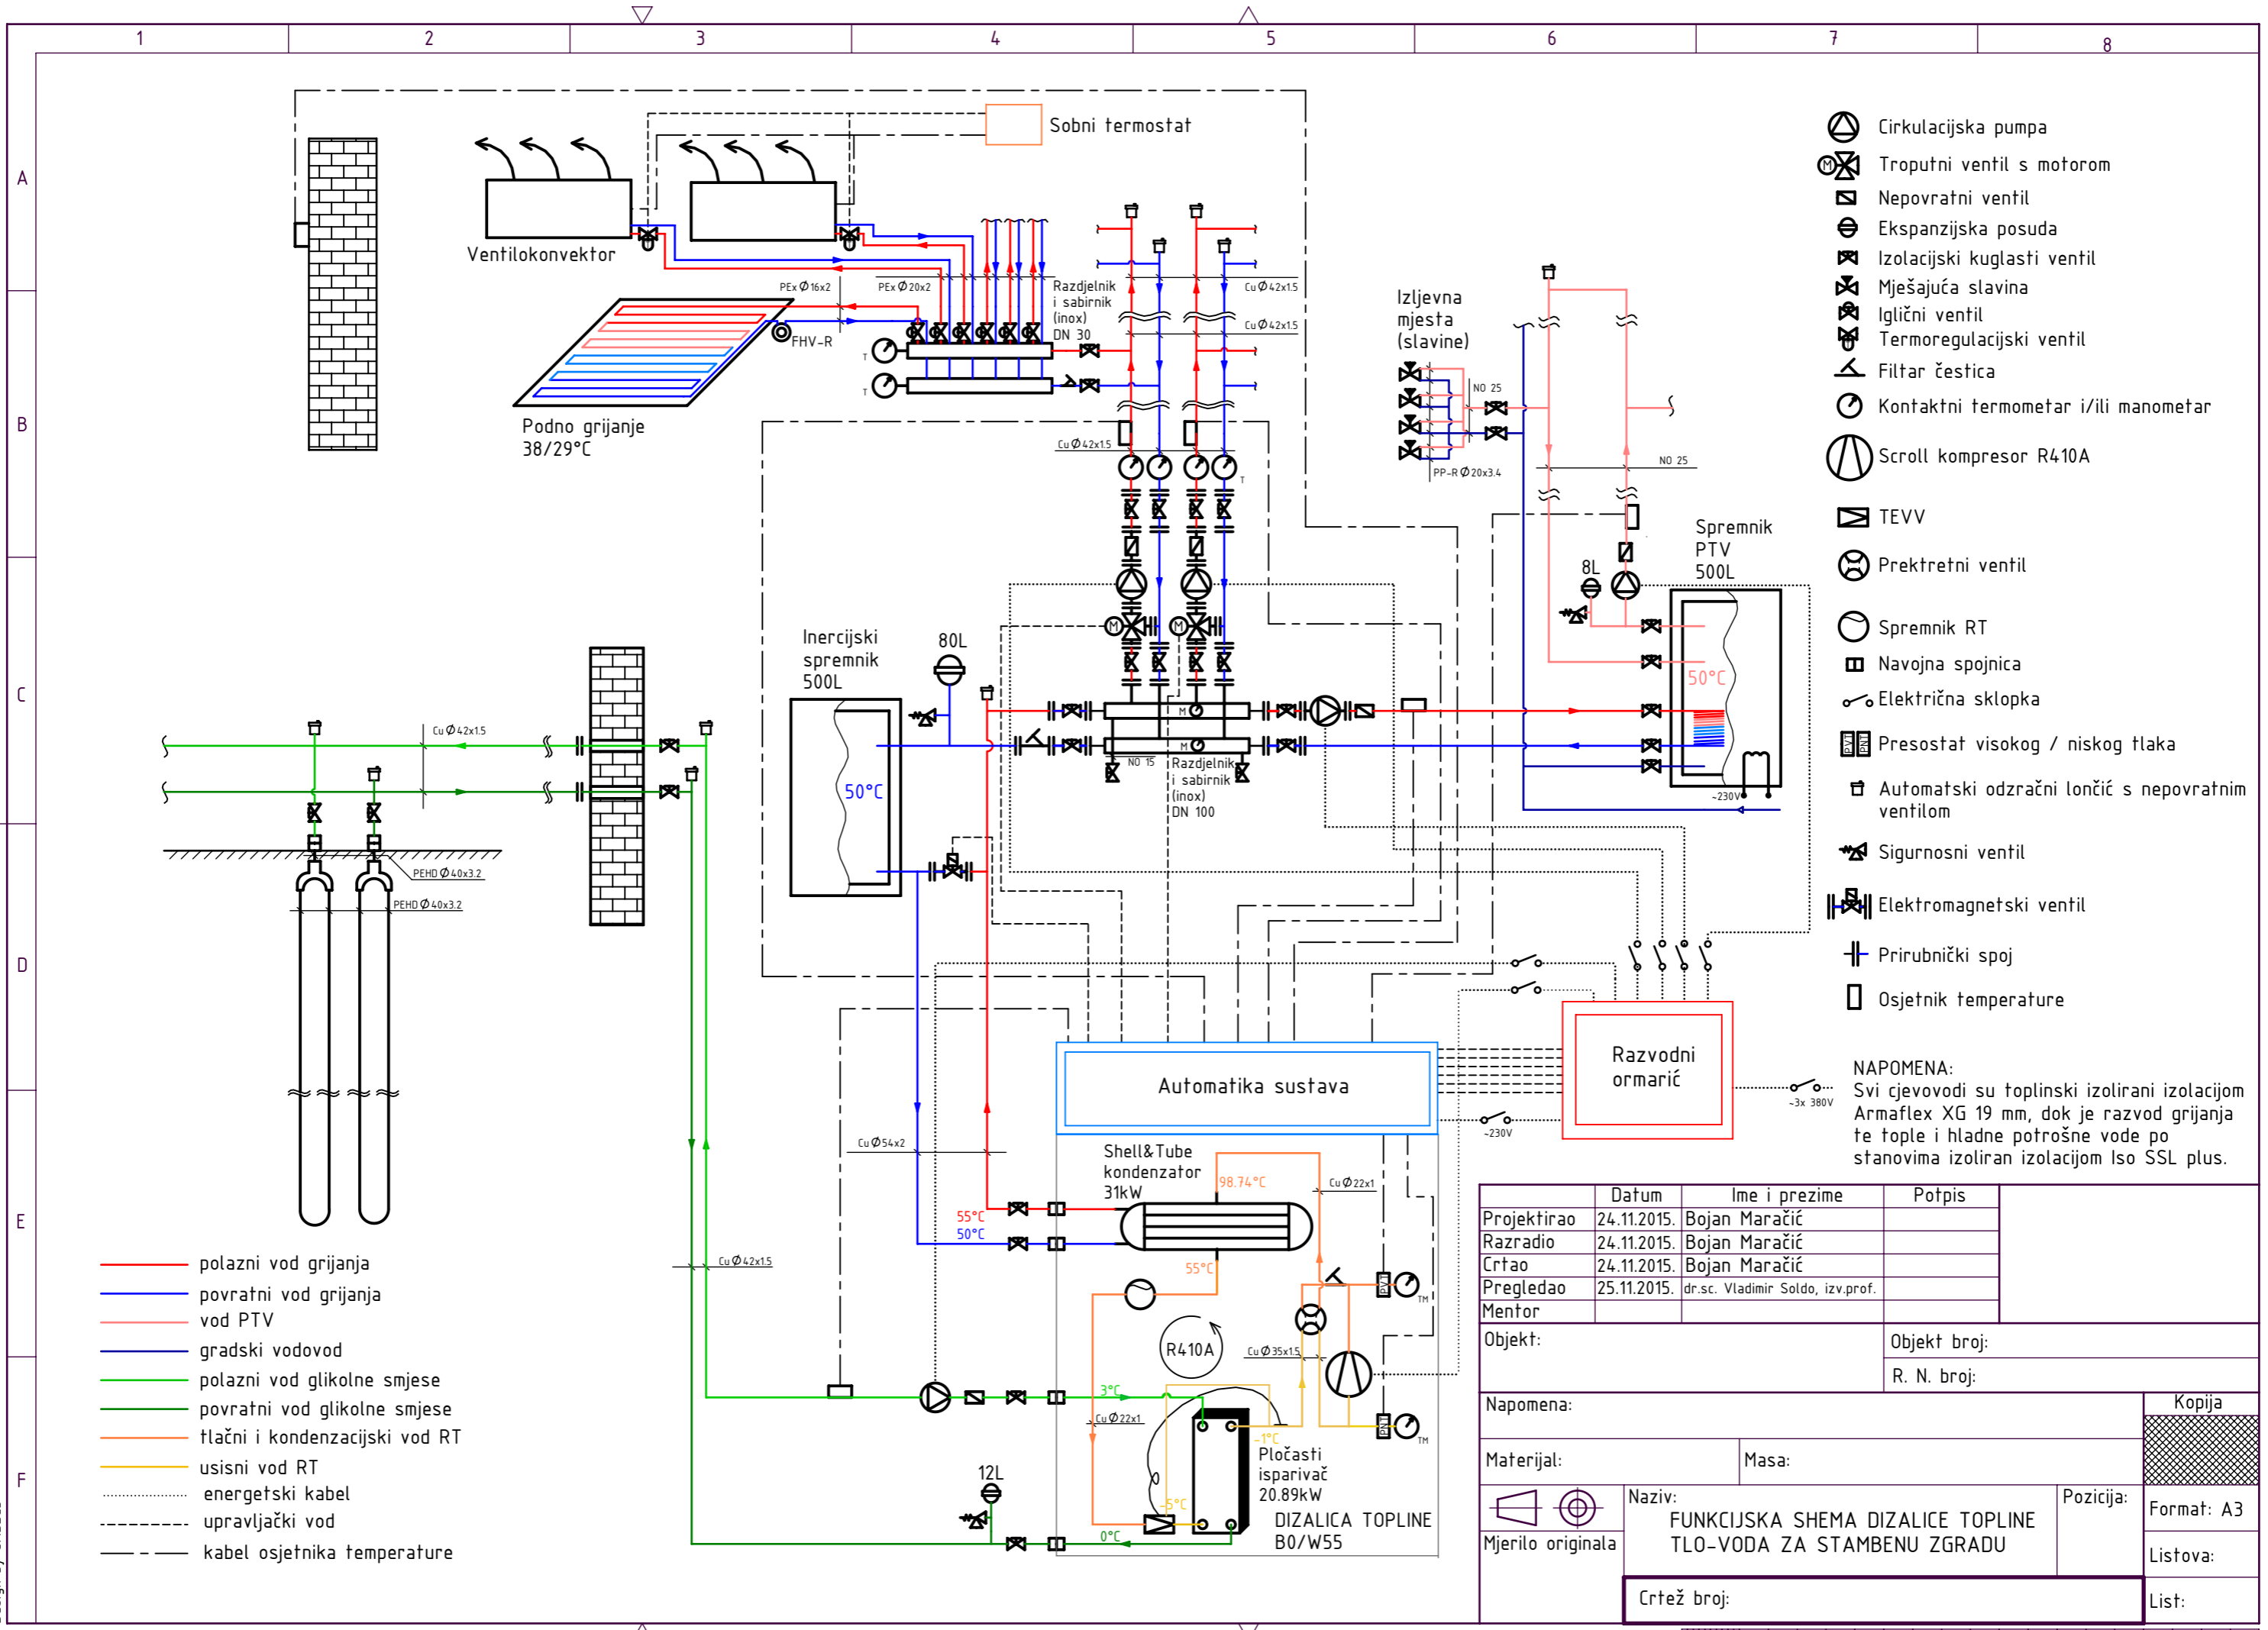 1 2 3 4 5 6 7 8
A
B
C
D
E
F
Sobni termostat
Ventilokonvektor
PEx Ø16x2
PEx Ø20x2
Razdjelnik
i sabirnik
(inox)
DN 30
Cu Ø42x1.5
Cu Ø42x1.5
FHV-R
T
T
Podno grijanje
38/29°C
Cu Ø42x1.5
T
Izljevna
mjesta
(slavine)
NO 25
PP-R Ø20x3.4
NO 25
Spremnik
PTV
500L
8L
50°C
~230V
Inercijski
spremnik
500L
80L
50°C
M
M
M
M
NO 15
Razdjelnik
i sabirnik
(inox)
DN 100
Cu Ø42x1.5
PEHD Ø40x3.2
PEHD Ø40x3.2
Automatika sustava
Razvodni
ormarić
~3x 380V
~230V
Cu Ø54x2
Shell&Tube
kondenzator
31kW
98.74°C
Cu Ø22x1
55°C
50°C
55°C
Cu Ø42x1.5
PVT
TM
R410A
Cu Ø35x1.5
3°C
Cu Ø22x1
-1°C
PNT
TM
Pločasti
isparivač
20.89kW
-5°C
12L
0°C
DIZALICA TOPLINE
B0/W55
Cirkulacijska pumpa
M
Troputni ventil s motorom
Nepovratni ventil
Ekspanzijska posuda
Izolacijski kuglasti ventil
Mješajuća slavina
Iglični ventil
Termoregulacijski ventil
Filtar čestica
Kontaktni termometar i/ili manometar
Scroll kompresor R410A
TEVV
Prektretni ventil
Spremnik RT
Navojna spojnica
Električna sklopka
PVT PNT Presostat visokog / niskog tlaka
Automatski odzračni lončić s nepovratnim
ventilom
Sigurnosni ventil
Elektromagnetski ventil
Prirubnički spoj
Osjetnik temperature
NAPOMENA:
Svi cjevovodi su toplinski izolirani izolacijom
Armaflex XG 19 mm, dok je razvod grijanja
te tople i hladne potrošne vode po
stanovima izoliran izolacijom Iso SSL plus.
polazni vod grijanja
povratni vod grijanja
vod PTV
gradski vodovod
polazni vod glikolne smjese
povratni vod glikolne smjese
tlačni i kondenzacijski vod RT
usisni vod RT
energetski kabel
upravljački vod
kabel osjetnika temperature
Datum Ime i prezime Potpis
Projektirao 24.11.2015. Bojan Maračić
Razradio 24.11.2015. Bojan Maračić
Crtao 24.11.2015. Bojan Maračić
Pregledao 25.11.2015. dr.sc. Vladimir Soldo, izv.prof.
Mentor
Objekt:
Objekt broj:
R. N. broj:
Napomena:
Kopija
Materijal:
Masa:
Naziv:
FUNKCIJSKA SHEMA DIZALICE TOPLINE
TLO-VODA ZA STAMBENU ZGRADU
Pozicija:
Format: A3
Mjerilo originala
Listova:
Crtež broj:
List: